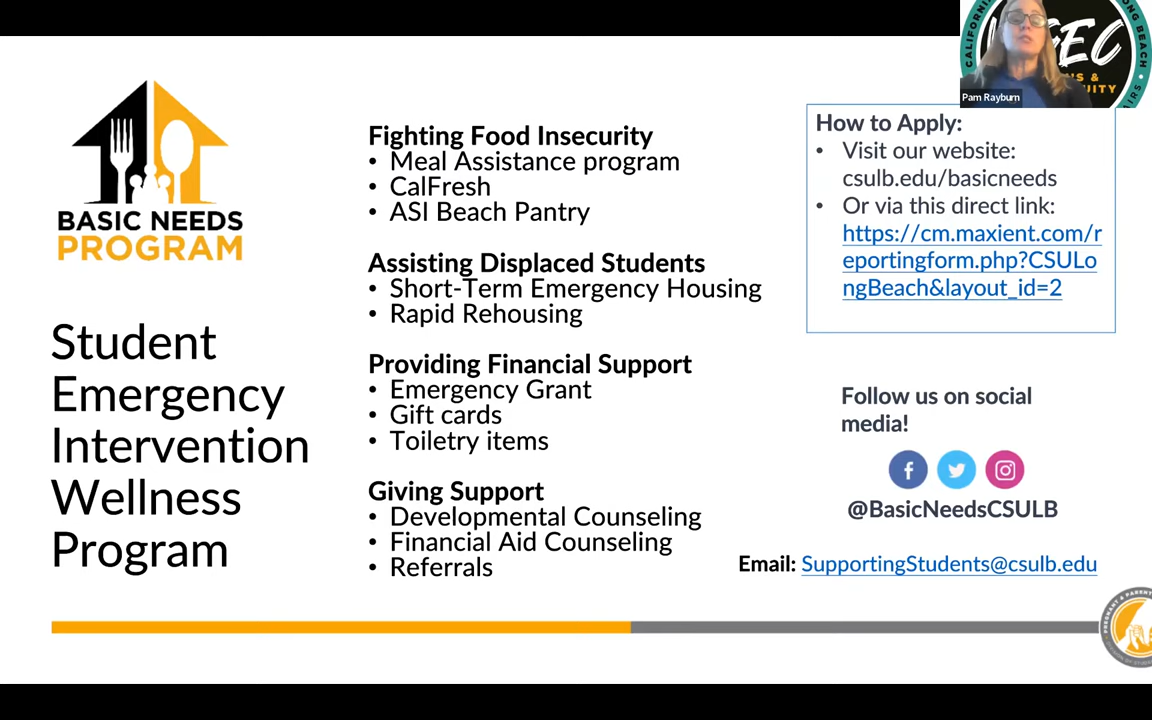 BASIC NEEDS
PROGRAM
Student
Emergency
Intervention
Wellness
Program
Fighting Food Insecurity
• Meal Assistance program
• CalFresh
• ASI Beach Pantry
Assisting Displaced Students
• Short-Term Emergency Housing
• Rapid Rehousing
Providing Financial Support
• Emergency Grant
• Gift cards
• Toiletry items
Giving Support
• Developmental Counseling
• Financial Aid Counseling
• Referrals
Pam Rayburn
How to Apply:
• Visit our website:
csulb.edu/basicneeds
• Or via this direct link:
https://cm.maxient.com/r
eportingform.php?CSULo
ngBeach&layout_id=2
Follow us on social
media!
@BasicNeedsCSULB
Email: SupportingStudents@csulb.edu